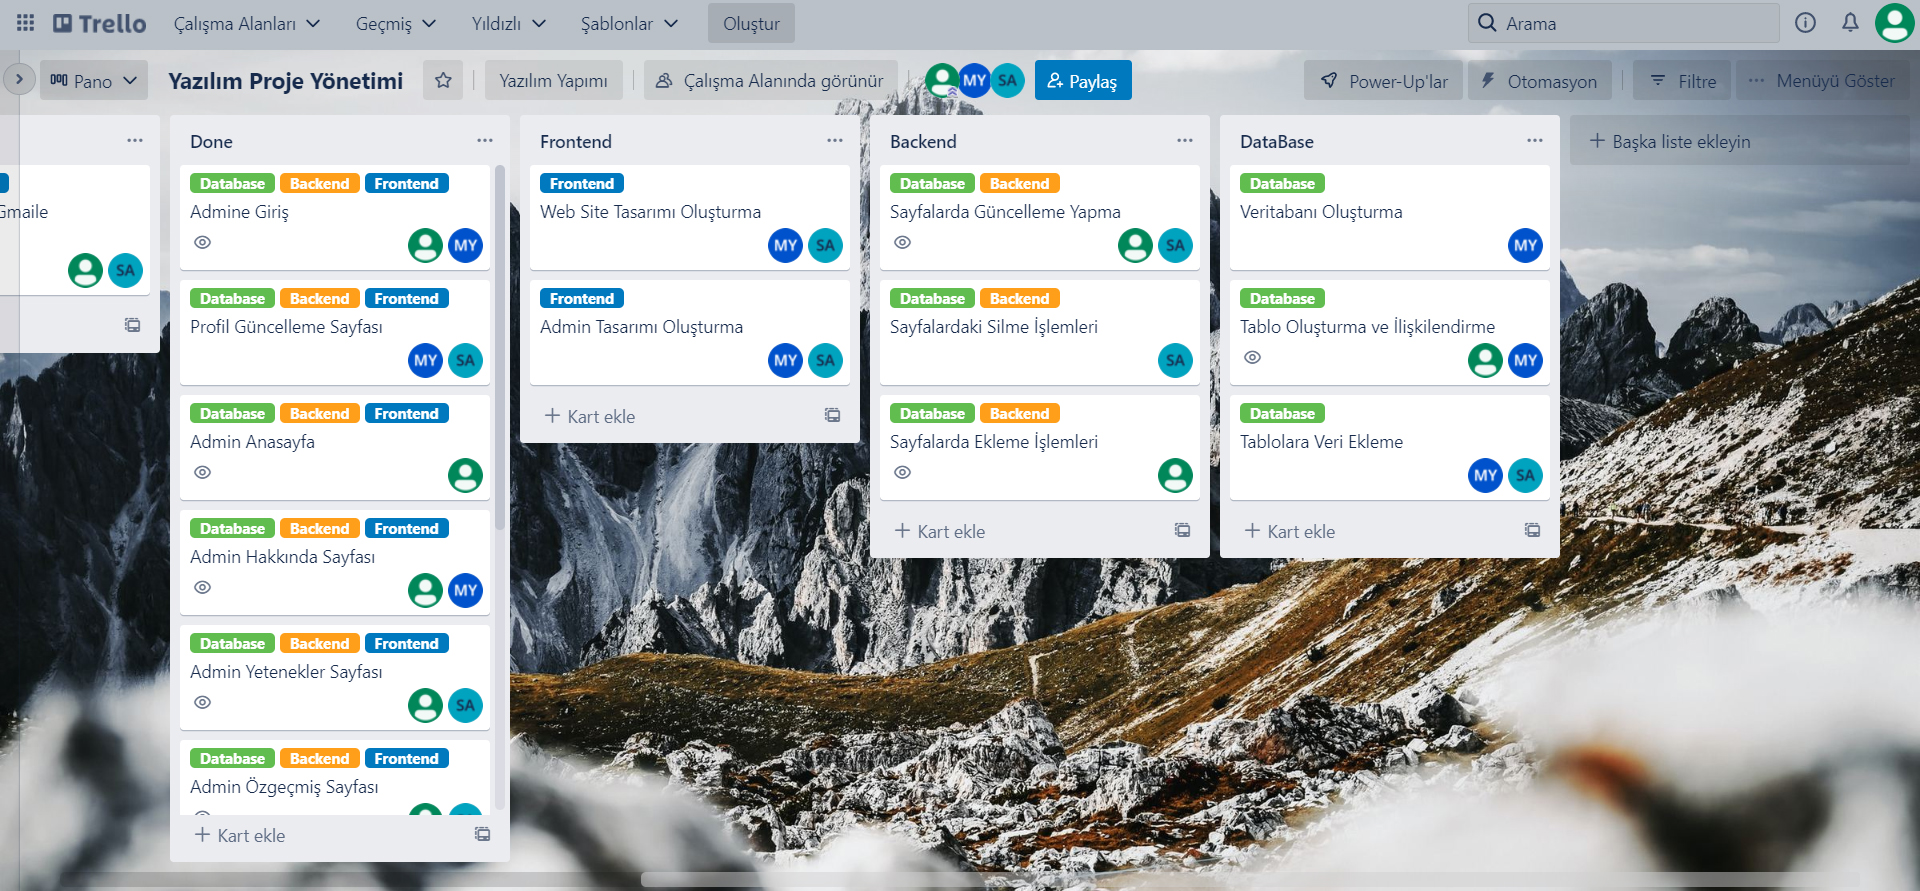 Trello
Çalışma Alanları
Geçmiş
Yıldızlı
Şablonlar
Oluştur
Arama
Pano
Yazılım Proje Yönetimi
Yazılım Yapımı
Çalışma Alanında görünür
MY
SA
Paylaş
Power-Up'lar
Otomasyon
Filtre
Menüyü Göster
Gmaile
SA
Done
Database Backend Frontend
Admine Giriş
MY
Database Backend Frontend
Profil Güncelleme Sayfası
MY SA
Database Backend Frontend
Admin Anasayfa
Database Backend Frontend
Admin Hakkında Sayfası
MY
Database Backend Frontend
Admin Yetenekler Sayfası
SA
Database Backend Frontend
Admin Özgeçmiş Sayfası
Kart ekle
Frontend
Frontend
Web Site Tasarımı Oluşturma
MY SA
Frontend
Admin Tasarımı Oluşturma
MY SA
Kart ekle
Backend
Database Backend
Sayfalarda Güncelleme Yapma
SA
Database Backend
Sayfalardaki Silme İşlemleri
SA
Database Backend
Sayfalarda Ekleme İşlemleri
Kart ekle
DataBase
Database
Veritabanı Oluşturma
MY
Database
Tablo Oluşturma ve İlişkilendirme
MY
Database
Tablolara Veri Ekleme
MY SA
Kart ekle
Başka liste ekleyin